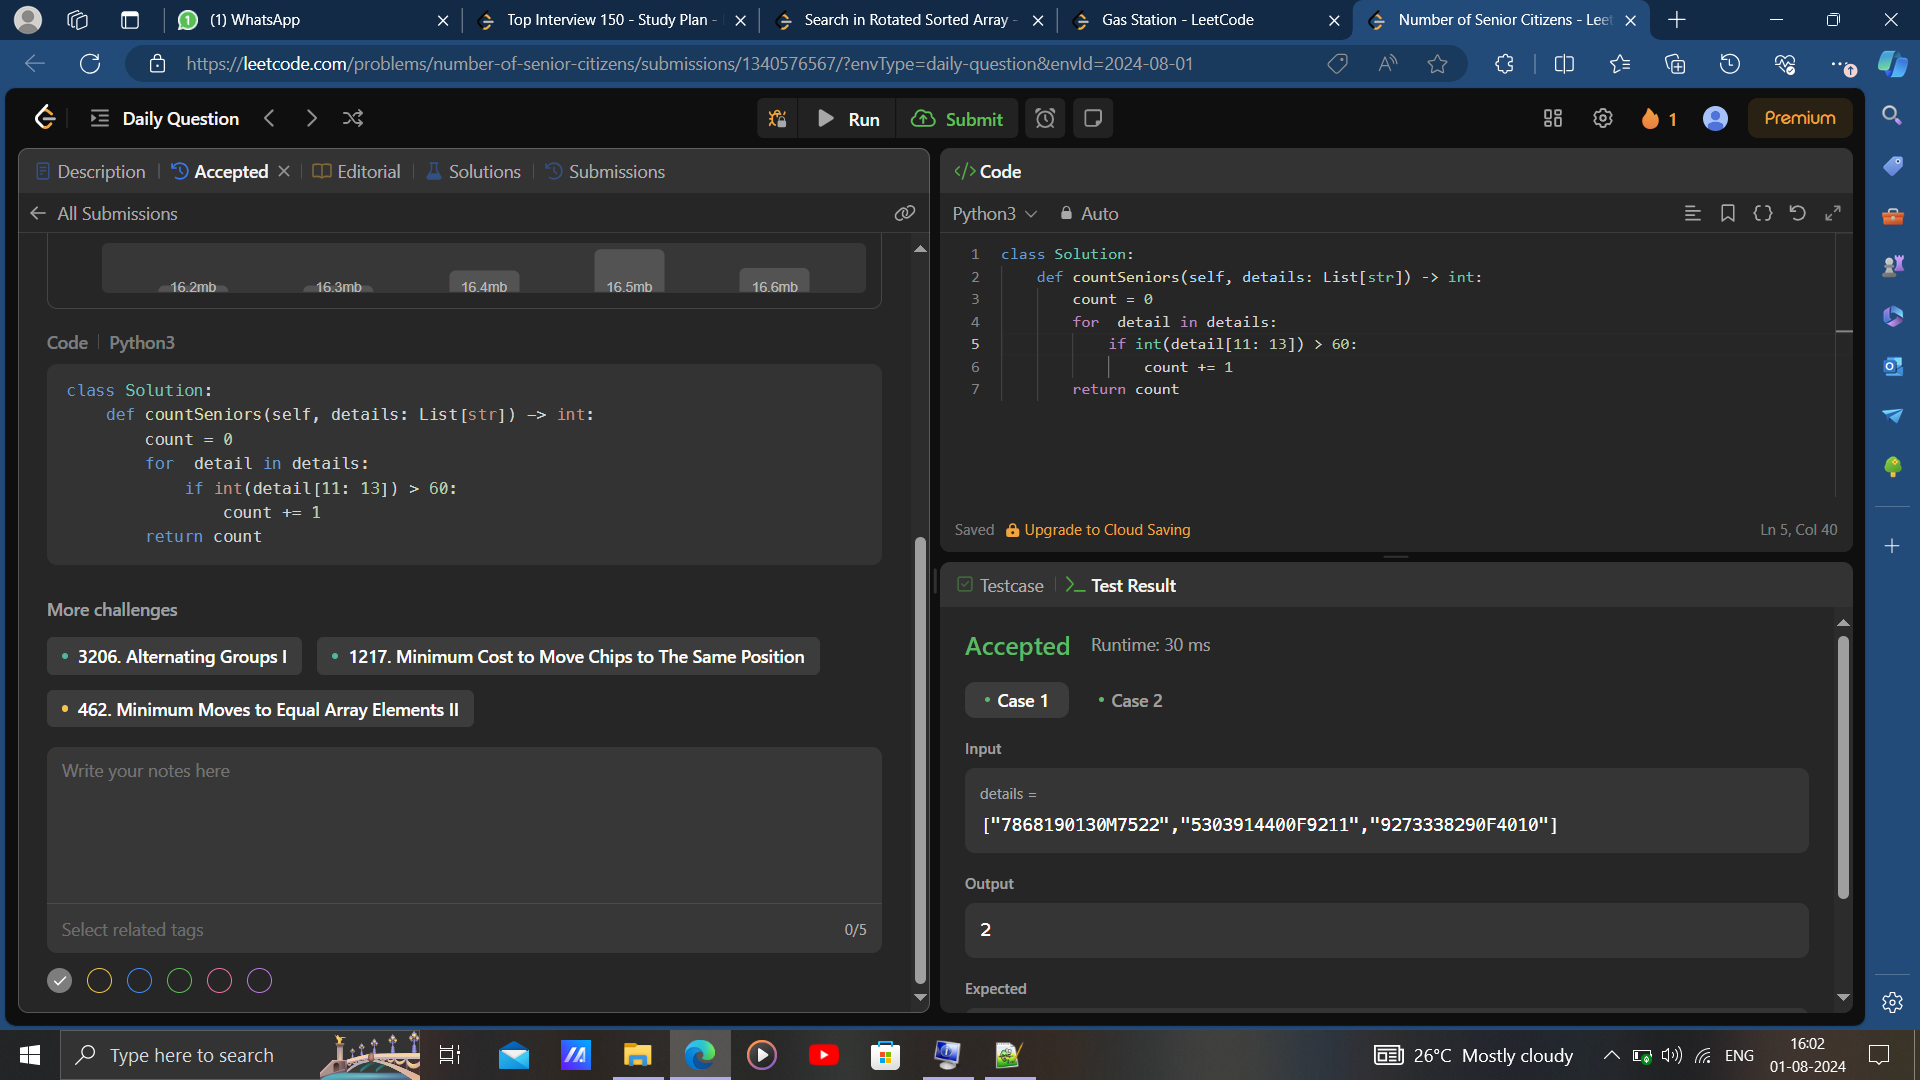 (1) WhatsApp
Top Interview 150 - Study Plan -
Search in Rotated Sorted Array -
Gas Station - LeetCode
Number of Senior Citizens - Leet
https://leetcode.com/problems/number-of-senior-citizens/submissions/1340576567/?envType=daily-question&envId=2024-08-01
Daily Question
Run
Submit
1
Premium
Description
Accepted
Editorial
Solutions
Submissions
All Submissions
16.2mb
16.3mb
16.4mb
16.5mb
16.6mb
Code
Python3
class Solution:
def countSeniors(self, details: List[str]) -> int:
count = 0
for  detail in details:
if int(detail[11: 13]) > 60:
count += 1
return count
More challenges
3206. Alternating Groups I
1217. Minimum Cost to Move Chips to The Same Position
462. Minimum Moves to Equal Array Elements II
Write your notes here
Select related tags
0/5
</> Code
Python3
Auto
1 class Solution:
2 def countSeniors(self, details: List[str]) -> int:
3 count = 0
4 for  detail in details:
5 if int(detail[11: 13]) > 60:
6 count += 1
7 return count
Saved
Upgrade to Cloud Saving
Ln 5, Col 40
Testcase
Test Result
Accepted
Runtime: 30 ms
Case 1
Case 2
Input
details =
["7868190130M7522","5303914400F9211","9273338290F4010"]
Output
2
Expected
Type here to search
26°C Mostly cloudy
ENG
16:02
01-08-2024